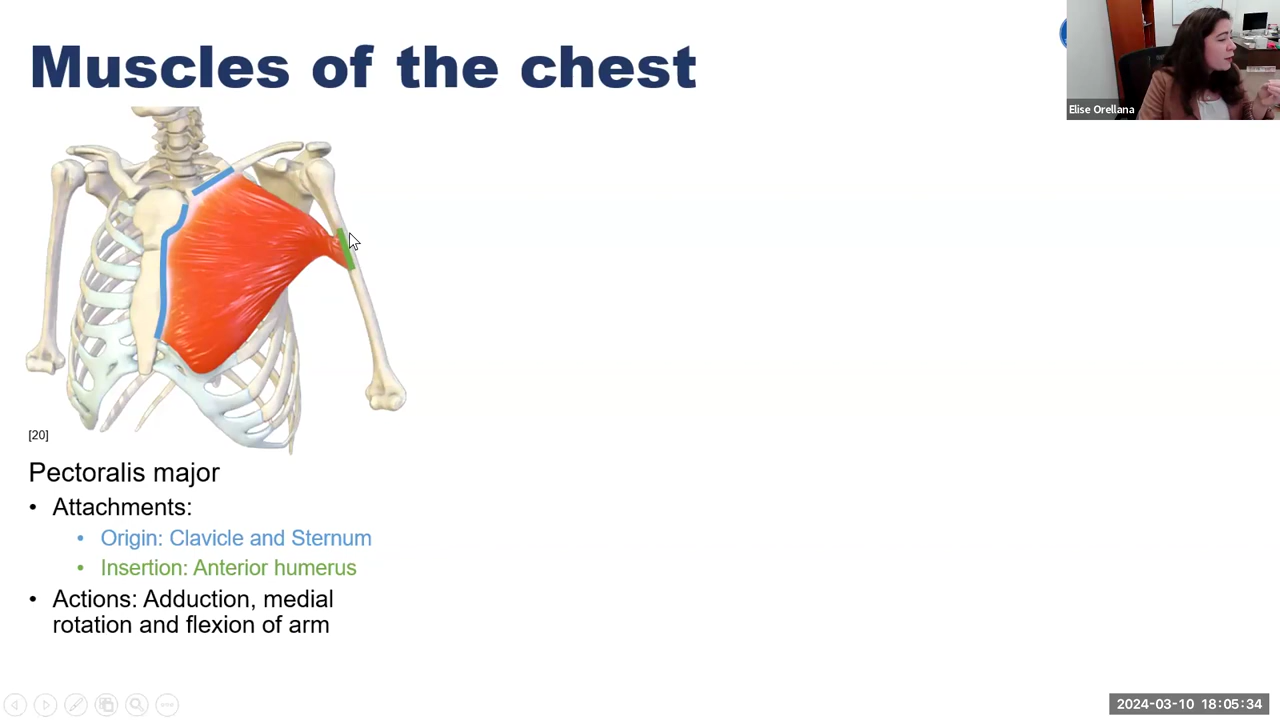 Muscles of the chest
Elise Orellana
[20]
Pectoralis major
• Attachments:
• Origin: Clavicle and Sternum
• Insertion: Anterior humerus
• Actions: Adduction, medial
rotation and flexion of arm
2024-03-10 18:05:34